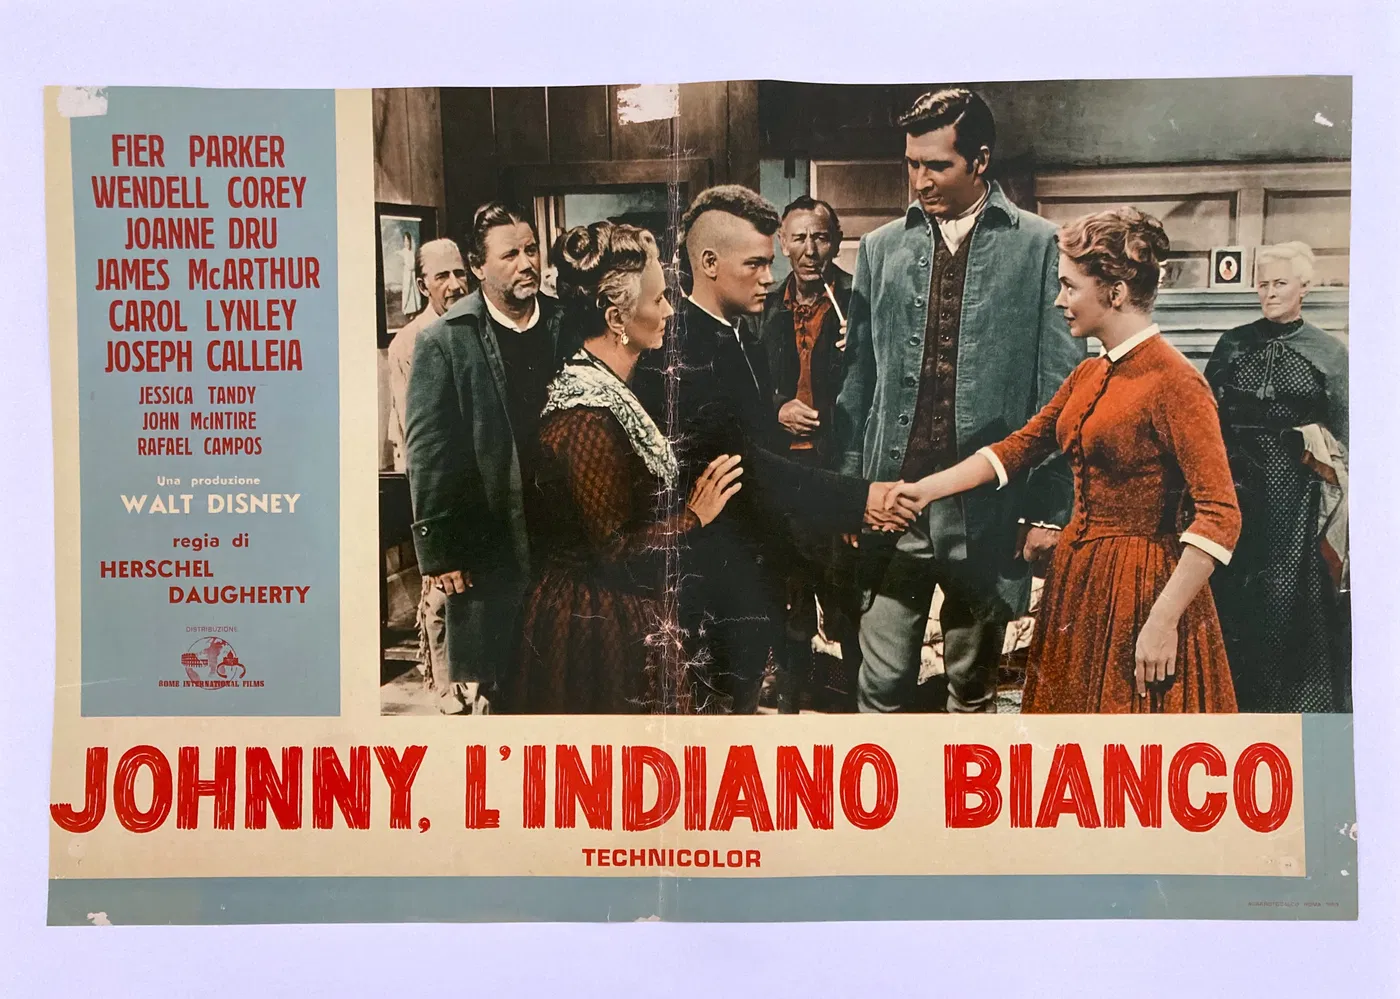 FIER PARKER
WENDELL COREY
JOANNE DRU
JAMES McARTHUR
CAROL LYNLEY
JOSEPH CALLEIA
JESSICA TANDY
JOHN McINTIRE
RAFAEL CAMPOS
Una produzione
WALT DISNEY
regia di
HERSCHEL
DAUGHERTY
DISTRIBUZIONE
ROME INTERNATIONAL FILMS
JOHNNY, L'INDIANO BIANCO
TECHNICOLOR